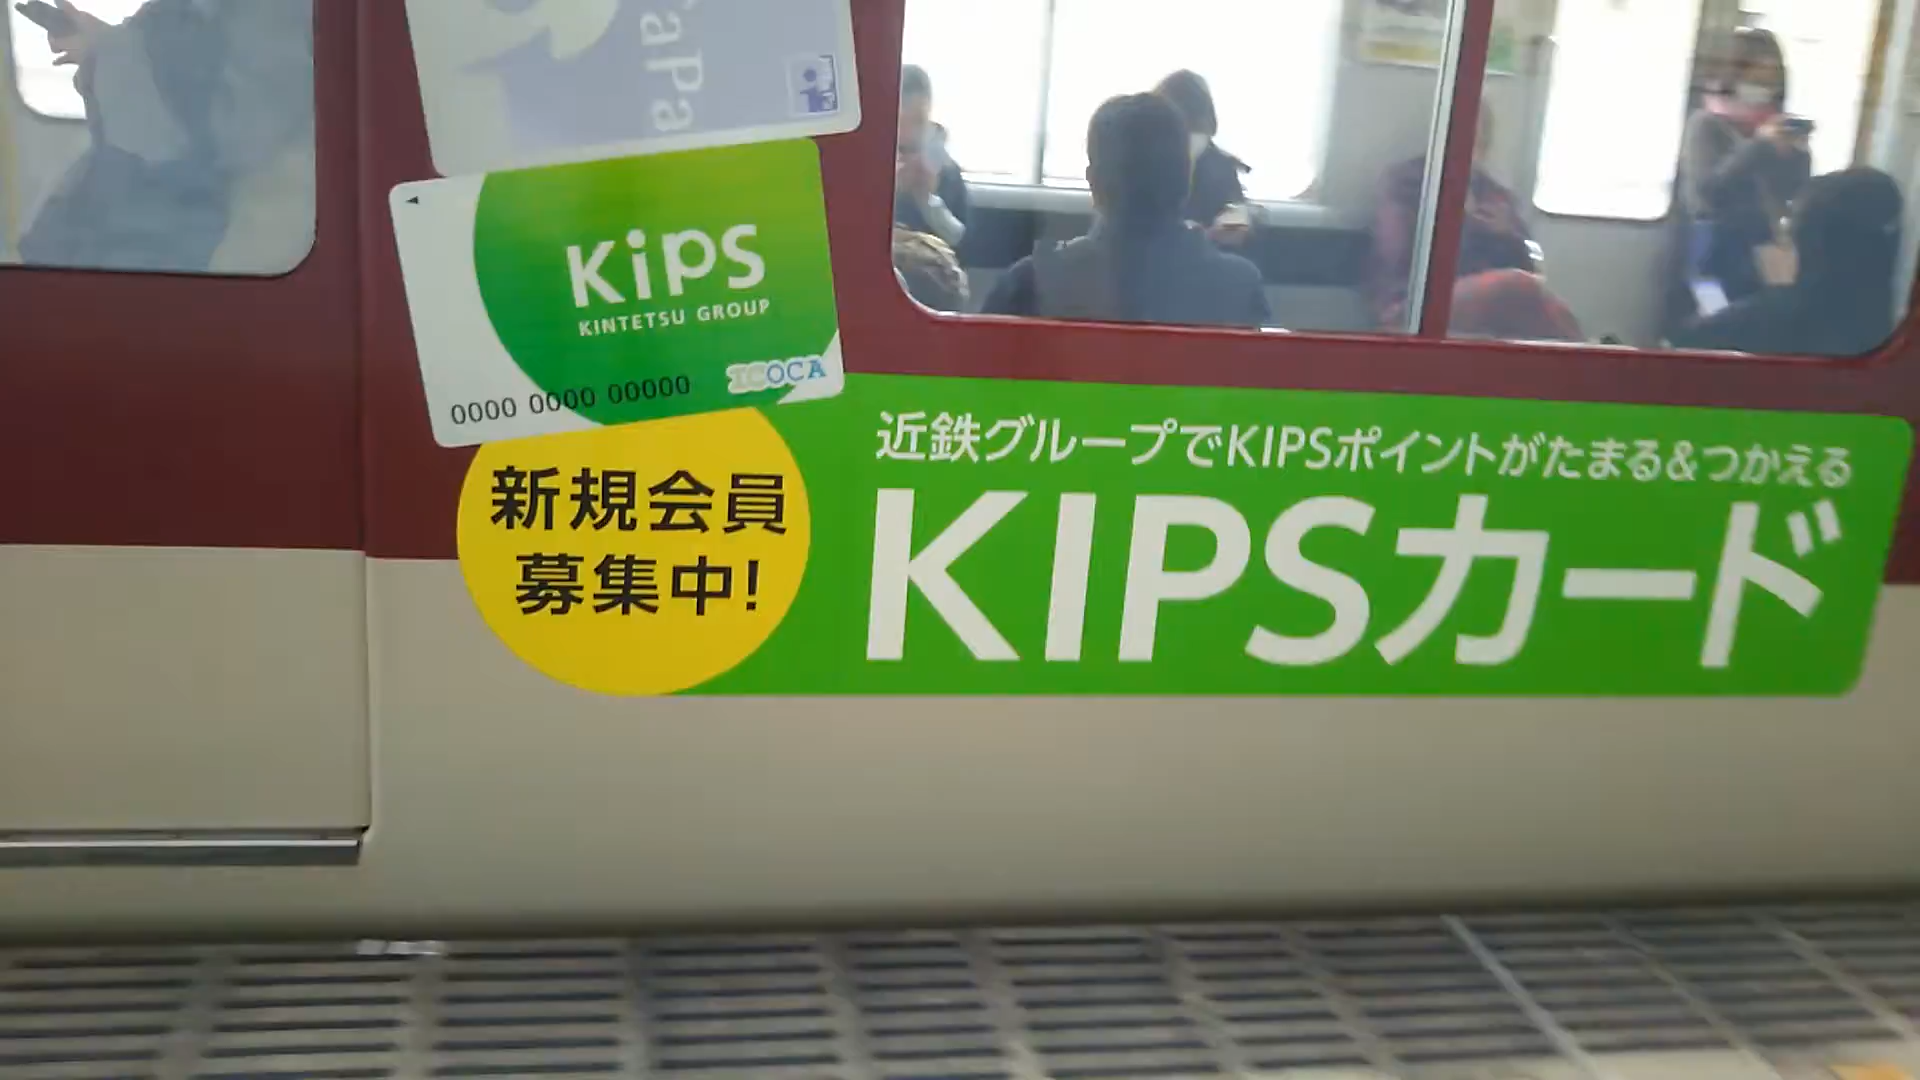 aPa
Kips
KINTETSU GROUP
ICOCA
0000 0000 00000
新規会員
募集中!
近鉄グループでKIPSポイントがたまる&つかえる
KIPSカード